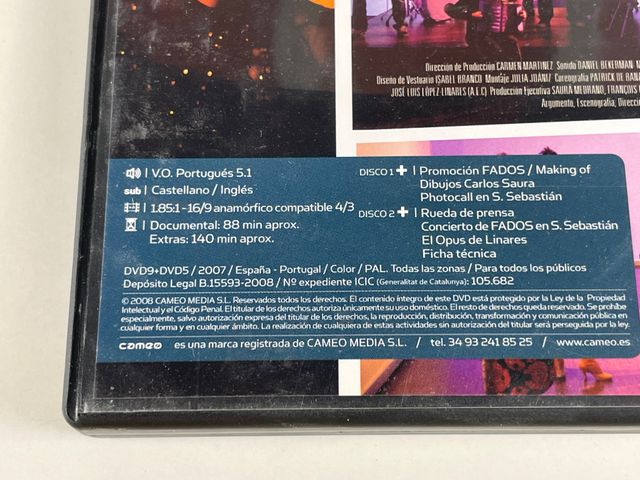 Dirección de Producción CARMEN MARTINEZ Sonido DANIEL BEKERMAN
Diseño de Vestuario ISABEL BRANCO Montaje JULIA JUANIZ Coreografía PATRICK DE
JOSÉ LUIS LÓPEZ-LINARES (A.E.C) Producción Ejecutiva SAURA MEDRANO, FRANÇOIS
Argumento, Escenografía,
V.O. Portugués 5.1
sub Castellano / Inglés
1.85:1 -16/9 anamórfico compatible 4/3
Documental: 88 min aprox.
Extras: 140 min aprox.
DISCO 1 + Promoción FADOS / Making of
Dibujos Carlos Saura
Photocall en S. Sebastián
DISCO 2 + Rueda de prensa
Concierto de FADOS en S. Sebastián
El Opus de Linares
Ficha técnica
DVD9+DVD5 / 2007 / España - Portugal / Color / PAL. Todas las zonas / Para todos los públicos
Depósito Legal B.15593-2008 / Nº expediente ICIC (Generalitat de Catalunya): 105.682
© 2008 CAMEO MEDIA S.L. Reservados todos los derechos. El contenido íntegro de este DVD está protegido por la Ley de la Propiedad
Intelectual y el Código Penal. El titular de los derechos autoriza únicamente su uso doméstico. El resto de derechos queda reservado. Se prohíbe
especialmente, salvo autorización expresa del titular de los derechos, la reproducción, distribución, transformación y comunicación pública en
cualquier forma y en cualquier ámbito. La realización de cualquiera de estas actividades sin autorización del titular será perseguida por la ley.
cameo es una marca registrada de CAMEO MEDIA S.L. / tel. 34 93 241 85 25 / www.cameo.es